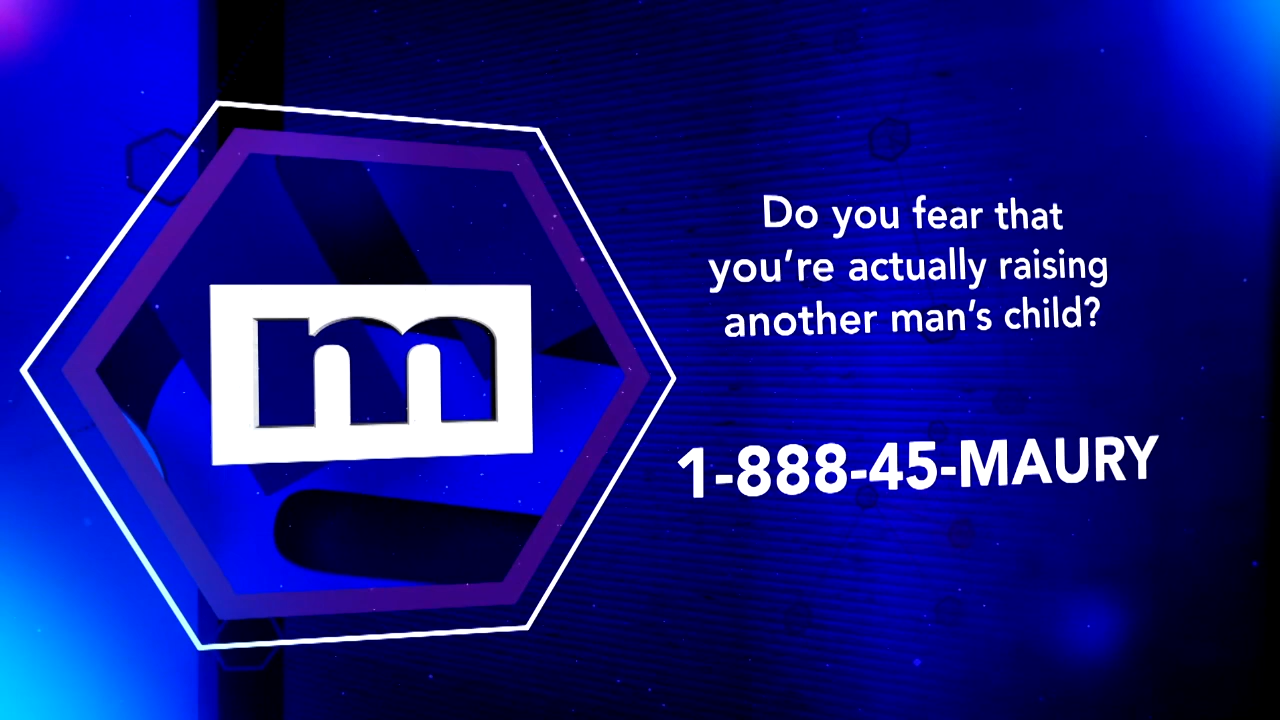 m
Do you fear that
you're actually raising
another man's child?
1-888-45-MAURY